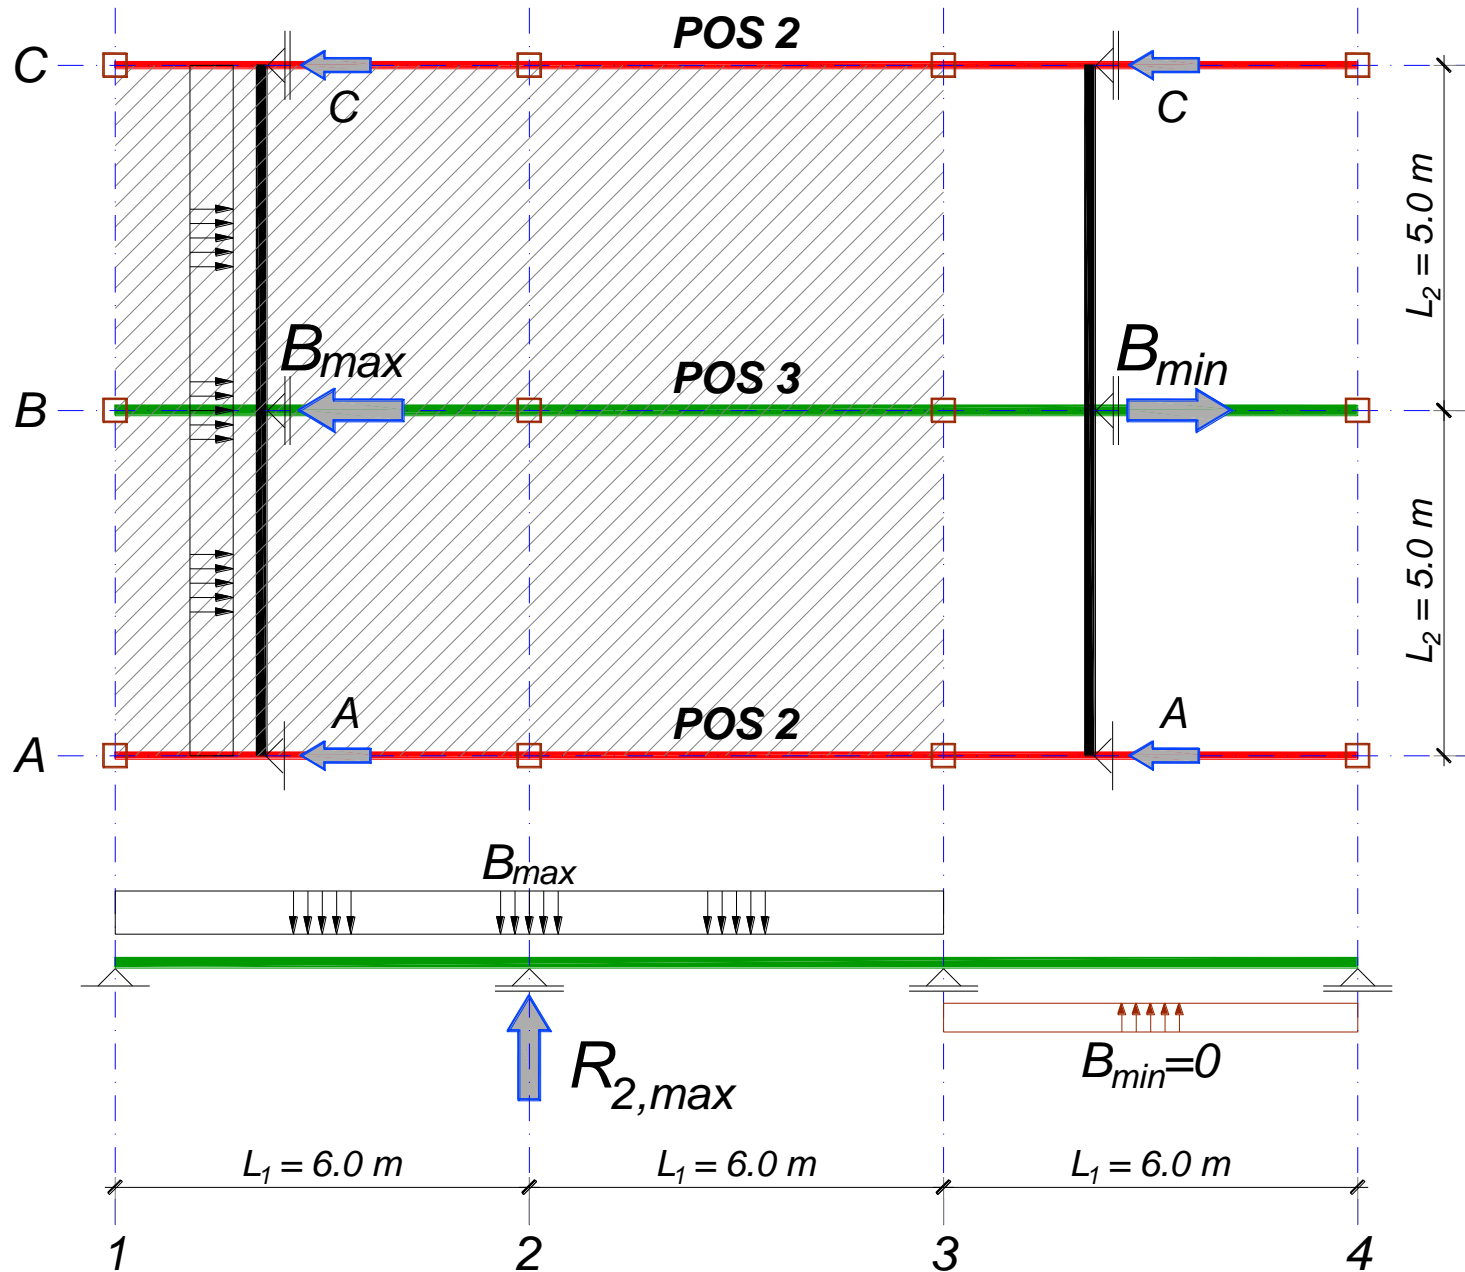 POS 2
C
C
C
L2 = 5.0 m
Bmax
POS 3
Bmin
B
L2 = 5.0 m
A
POS 2
A
A
Bmax
R2,max
Bmin=0
L1 = 6.0 m
L1 = 6.0 m
L1 = 6.0 m
1
2
3
4